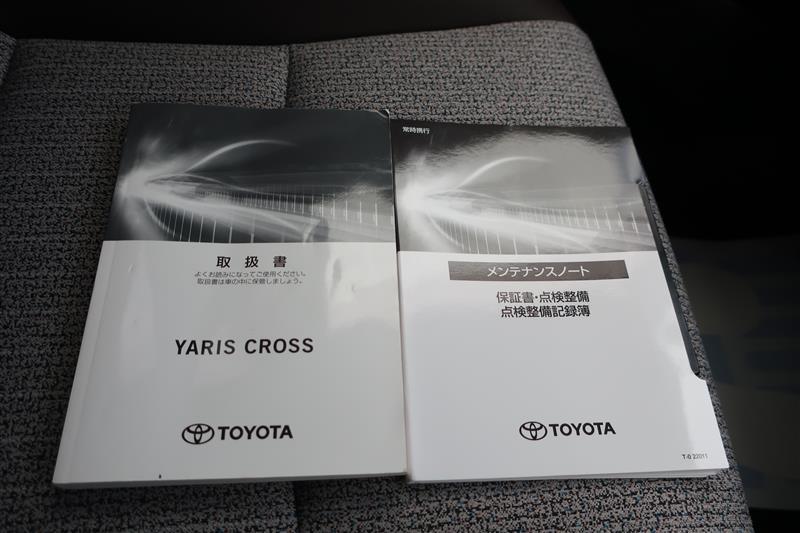 取扱書
よくお読みになってご使用ください。
取扱書は車の中に保管しましょう。
YARIS CROSS
TOYOTA
常時携行
メンテナンスノート
保証書・点検整備
点検整備記録簿
TOYOTA
T-0 22011